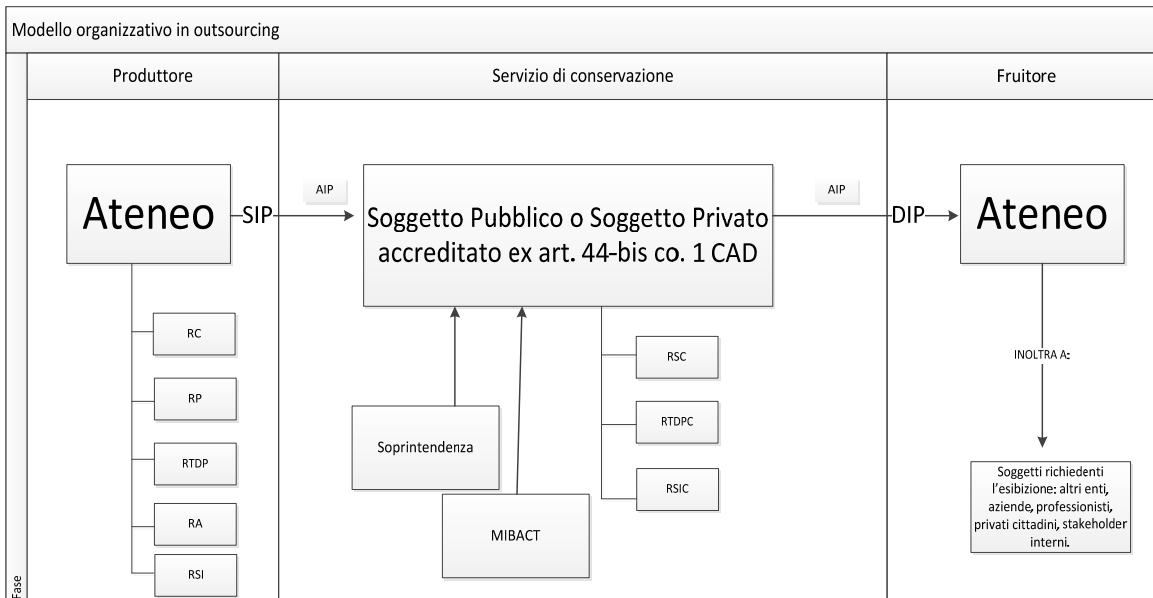 Modello organizzativo in outsourcing
Produttore
Servizio di conservazione
Fruitore
Ateneo
SIP
AIP
Soggetto Pubblico o Soggetto Privato
accreditato ex art. 44-bis co. 1 CAD
AIP
DIP
Ateneo
RC
RP
RTDP
RA
RSI
Soprintendenza
MIBACT
RSC
RTDPC
RSIC
INOLTRA A:
Soggetti richiedenti
l'esibizione: altri enti,
aziende, professionisti,
privati cittadini, stakeholder
interni.
Fase